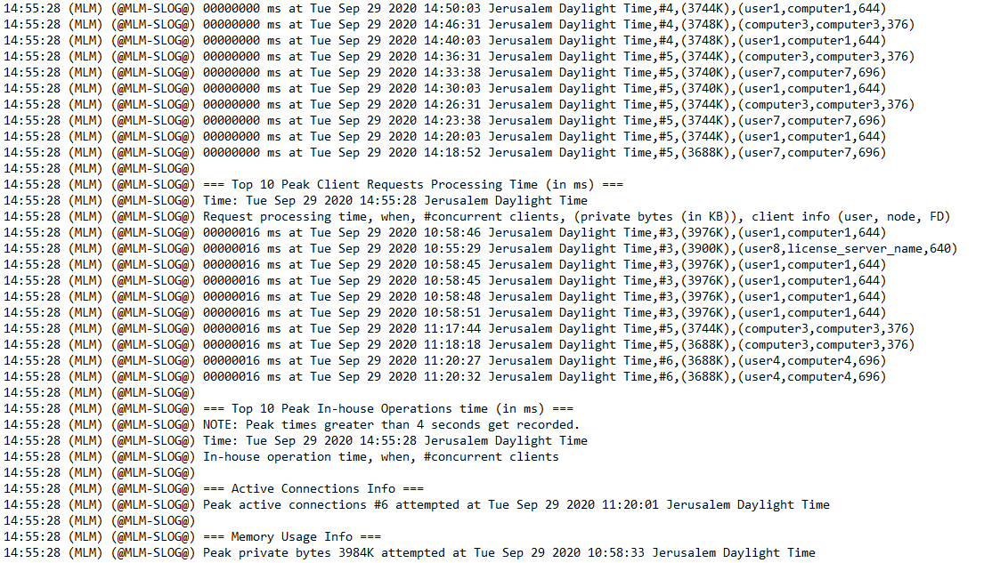 14:55:28 (MLM) (@MLM-SLOG@) 00000000 ms at Tue Sep 29 2020 14:50:03 Jerusalem Daylight Time,#4,(3744K),(user1,computer1,644)
14:55:28 (MLM) (@MLM-SLOG@) 00000000 ms at Tue Sep 29 2020 14:46:31 Jerusalem Daylight Time,#4,(3748K),(computer3,computer3,376)
14:55:28 (MLM) (@MLM-SLOG@) 00000000 ms at Tue Sep 29 2020 14:40:03 Jerusalem Daylight Time,#4,(3748K),(user1,computer1,644)
14:55:28 (MLM) (@MLM-SLOG@) 00000000 ms at Tue Sep 29 2020 14:36:31 Jerusalem Daylight Time,#5,(3744K),(computer3,computer3,376)
14:55:28 (MLM) (@MLM-SLOG@) 00000000 ms at Tue Sep 29 2020 14:33:38 Jerusalem Daylight Time,#5,(3740K),(user7,computer7,696)
14:55:28 (MLM) (@MLM-SLOG@) 00000000 ms at Tue Sep 29 2020 14:30:03 Jerusalem Daylight Time,#5,(3740K),(user1,computer1,644)
14:55:28 (MLM) (@MLM-SLOG@) 00000000 ms at Tue Sep 29 2020 14:26:31 Jerusalem Daylight Time,#5,(3744K),(computer3,computer3,376)
14:55:28 (MLM) (@MLM-SLOG@) 00000000 ms at Tue Sep 29 2020 14:23:38 Jerusalem Daylight Time,#5,(3744K),(user7,computer7,696)
14:55:28 (MLM) (@MLM-SLOG@) 00000000 ms at Tue Sep 29 2020 14:20:03 Jerusalem Daylight Time,#5,(3744K),(user1,computer1,644)
14:55:28 (MLM) (@MLM-SLOG@) 00000000 ms at Tue Sep 29 2020 14:18:52 Jerusalem Daylight Time,#5,(3688K),(user7,computer7,696)
14:55:28 (MLM) (@MLM-SLOG@)
14:55:28 (MLM) (@MLM-SLOG@) === Top 10 Peak Client Requests Processing Time (in ms) ===
14:55:28 (MLM) (@MLM-SLOG@) Time: Tue Sep 29 2020 14:55:28 Jerusalem Daylight Time
14:55:28 (MLM) (@MLM-SLOG@) Request processing time, when, #concurrent clients, (private bytes (in KB)), client info (user, node, FD)
14:55:28 (MLM) (@MLM-SLOG@) 00000016 ms at Tue Sep 29 2020 10:58:46 Jerusalem Daylight Time,#3,(3976K),(user1,computer1,644)
14:55:28 (MLM) (@MLM-SLOG@) 00000016 ms at Tue Sep 29 2020 10:55:29 Jerusalem Daylight Time,#3,(3900K),(user8,license_server_name,640)
14:55:28 (MLM) (@MLM-SLOG@) 00000016 ms at Tue Sep 29 2020 10:58:45 Jerusalem Daylight Time,#3,(3976K),(user1,computer1,644)
14:55:28 (MLM) (@MLM-SLOG@) 00000016 ms at Tue Sep 29 2020 10:58:45 Jerusalem Daylight Time,#3,(3976K),(user1,computer1,644)
14:55:28 (MLM) (@MLM-SLOG@) 00000016 ms at Tue Sep 29 2020 10:58:48 Jerusalem Daylight Time,#3,(3976K),(user1,computer1,644)
14:55:28 (MLM) (@MLM-SLOG@) 00000016 ms at Tue Sep 29 2020 10:58:51 Jerusalem Daylight Time,#3,(3976K),(user1,computer1,644)
14:55:28 (MLM) (@MLM-SLOG@) 00000016 ms at Tue Sep 29 2020 11:17:44 Jerusalem Daylight Time,#5,(3744K),(computer3,computer3,376)
14:55:28 (MLM) (@MLM-SLOG@) 00000016 ms at Tue Sep 29 2020 11:18:18 Jerusalem Daylight Time,#5,(3688K),(computer3,computer3,376)
14:55:28 (MLM) (@MLM-SLOG@) 00000016 ms at Tue Sep 29 2020 11:20:27 Jerusalem Daylight Time,#6,(3688K),(user4,computer4,696)
14:55:28 (MLM) (@MLM-SLOG@) 00000016 ms at Tue Sep 29 2020 11:20:32 Jerusalem Daylight Time,#6,(3688K),(user4,computer4,696)
14:55:28 (MLM) (@MLM-SLOG@)
14:55:28 (MLM) (@MLM-SLOG@) === Top 10 Peak In-house Operations time (in ms) ===
14:55:28 (MLM) (@MLM-SLOG@) NOTE: Peak times greater than 4 seconds get recorded.
14:55:28 (MLM) (@MLM-SLOG@) Time: Tue Sep 29 2020 14:55:28 Jerusalem Daylight Time
14:55:28 (MLM) (@MLM-SLOG@) In-house operation time, when, #concurrent clients
14:55:28 (MLM) (@MLM-SLOG@)
14:55:28 (MLM) (@MLM-SLOG@) === Active Connections Info ===
14:55:28 (MLM) (@MLM-SLOG@) Peak active connections #6 attempted at Tue Sep 29 2020 11:20:01 Jerusalem Daylight Time
14:55:28 (MLM) (@MLM-SLOG@)
14:55:28 (MLM) (@MLM-SLOG@) === Memory Usage Info ===
14:55:28 (MLM) (@MLM-SLOG@) Peak private bytes 3984K attempted at Tue Sep 29 2020 10:58:33 Jerusalem Daylight Time